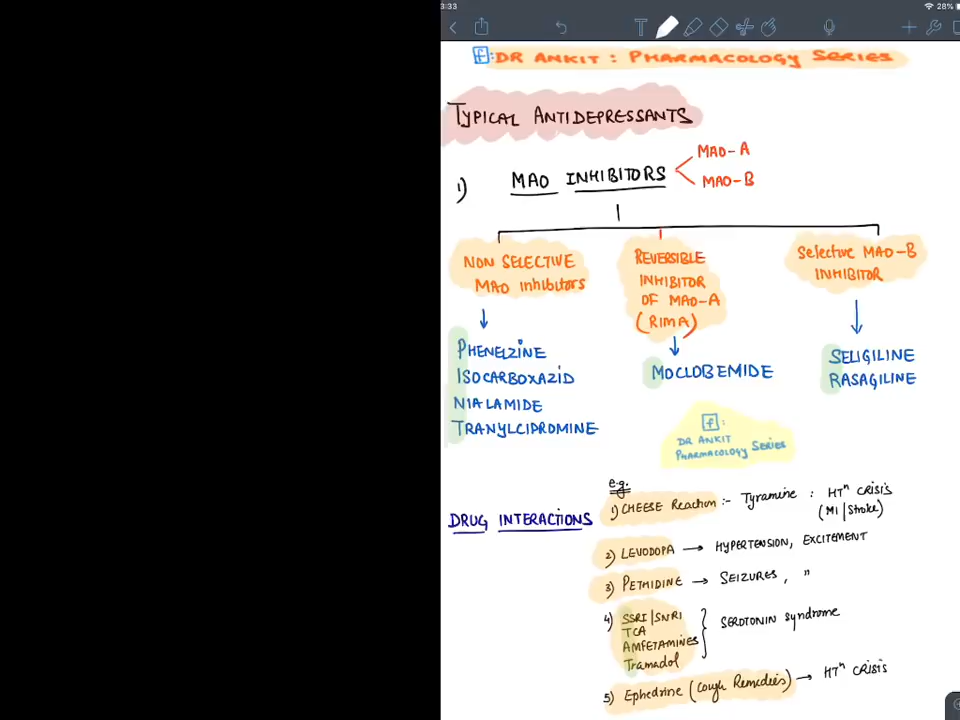 3:33
28%
f: DR ANKIT: PHARMACOLOGY SERIES
TYPICAL ANTIDEPRESSANTS
1) MAO INHIBITORS
MAO-A
MAO-B
NON SELECTIVE
MAO inhibitors
REVERSIBLE
INHIBITOR
OF MAO-A
(RIMA)
Selective MAO-B
INHIBITOR
PHENELZINE
ISOCARBOXAZID
NIALAMIDE
TRANYLCIPROMINE
MOCLOBEMIDE
SELIGILINE
RASAGILINE
f:
DR ANKIT
PHARMACOLOGY SERIES
DRUG INTERACTIONS
e.g.
1) CHEESE Reaction :- Tyramine : HTⁿ CRISIS
(MI/Stroke)
2) LEVODOPA → HYPERTENSION, EXCITEMENT
3) PETHIDINE → SEIZURES, "
4) SSRI/SNRI
TCA
AMFETAMINES
Tramadol
SEROTONIN syndrome
5) Ephedrine (Cough Remedies) → HTⁿ CRISIS